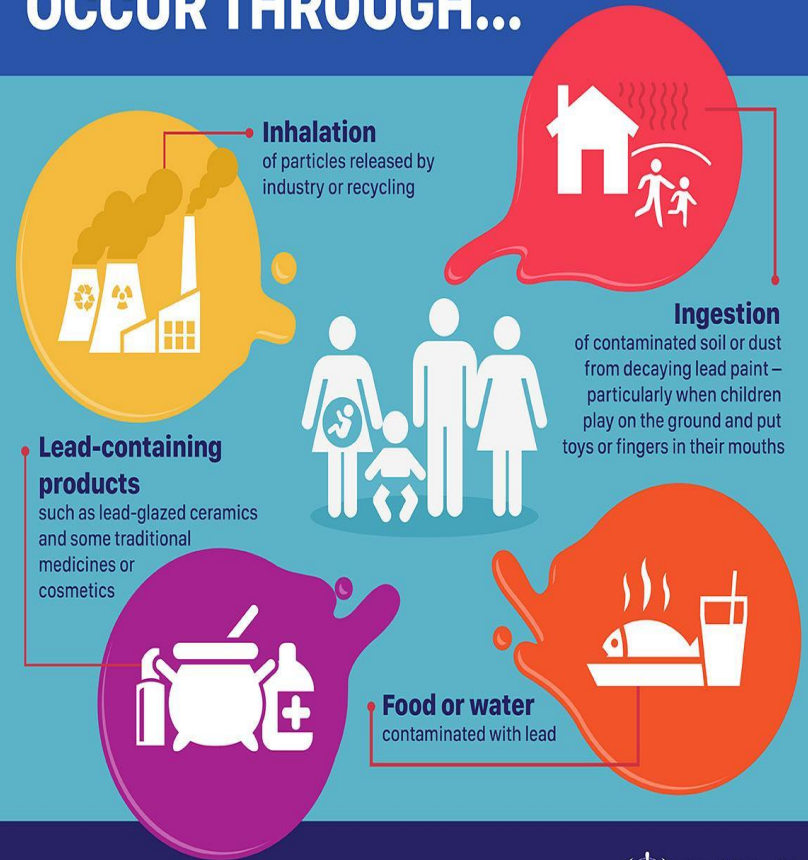 OCCUR THROUGH...
Inhalation
of particles released by
industry or recycling
Ingestion
of contaminated soil or dust
from decaying lead paint –
particularly when children
play on the ground and put
toys or fingers in their mouths
Lead-containing
products
such as lead-glazed ceramics
and some traditional
medicines or
cosmetics
Food or water
contaminated with lead